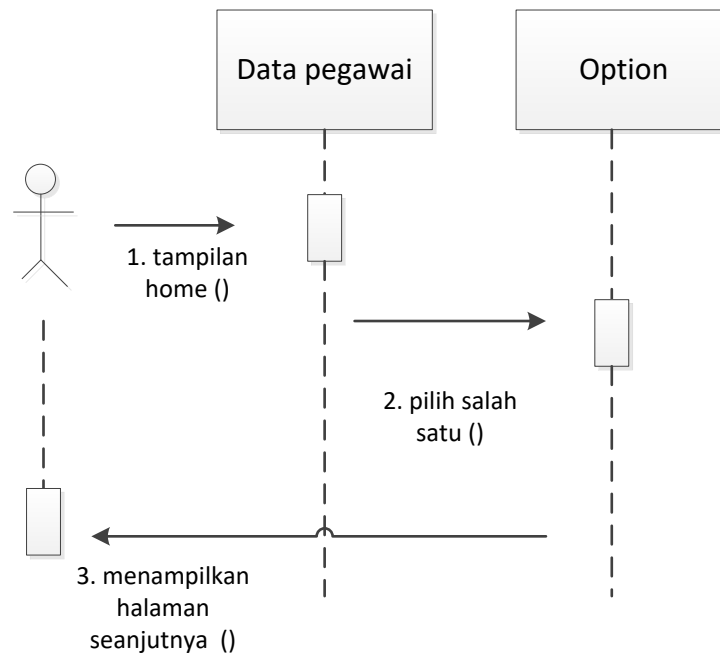 Data pegawai
Option
1. tampilan
home ()
2. pilih salah
satu ()
3. menampilkan
halaman
seanjutnya  ()